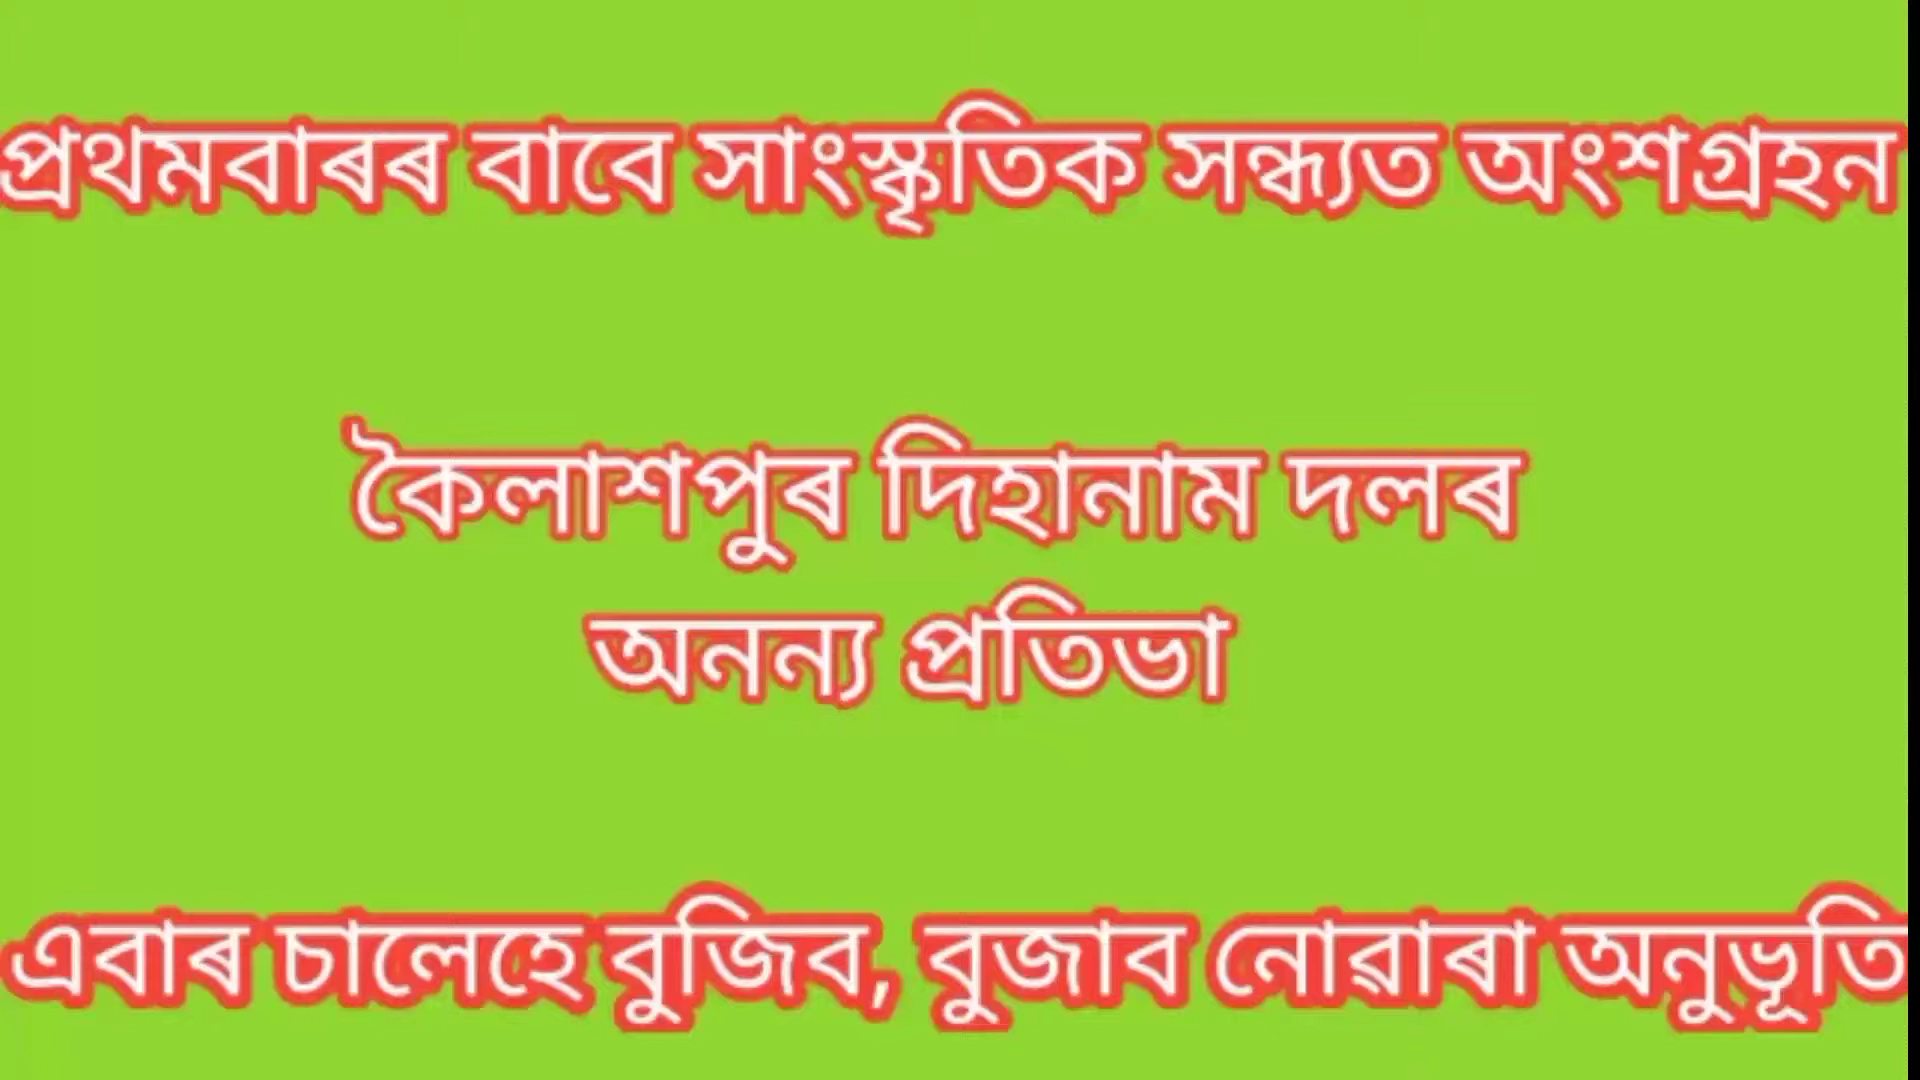 প্ৰথমবাৰৰ বাবে সাংস্কৃতিক সন্ধ্যত অংশগ্ৰহন
কৈলাশপুৰ দিহানাম দলৰ
অনন্য প্ৰতিভা
এবাৰ চালেহে বুজিব, বুজাব নোৱাৰা অনুভূতি